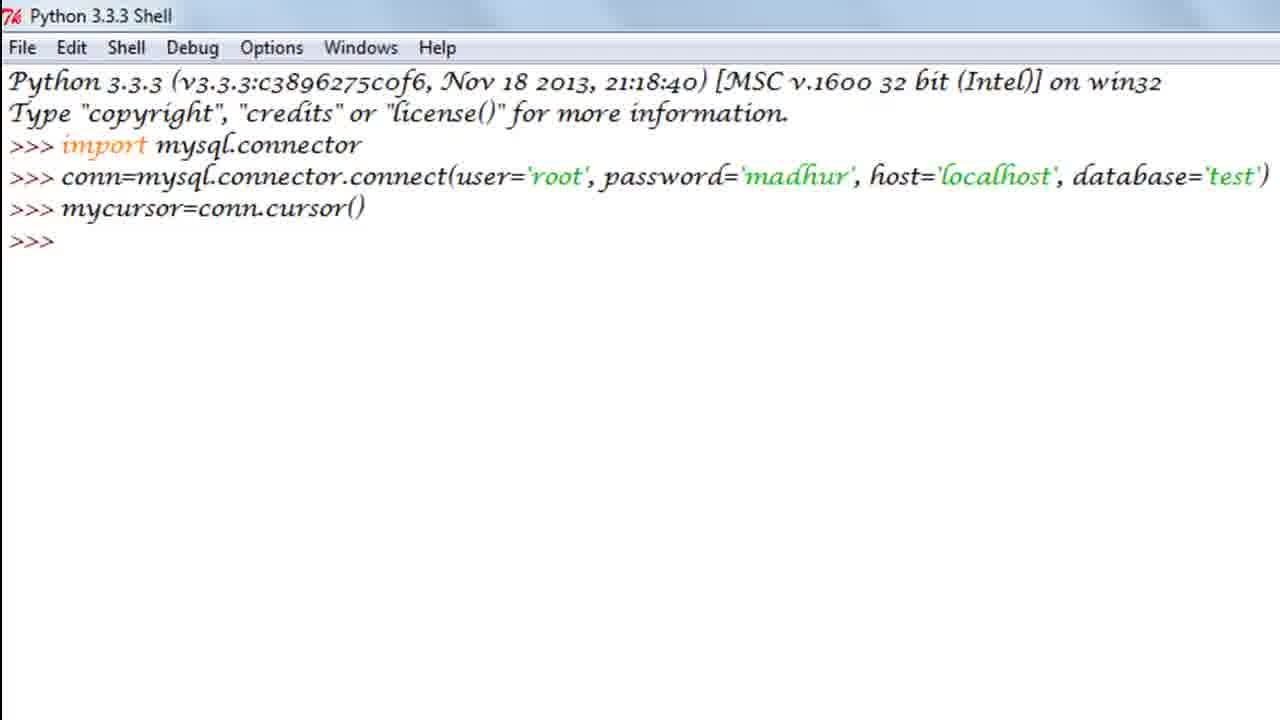 Python 3.3.3 Shell
File Edit Shell Debug Options Windows Help
Python 3.3.3 (v3.3.3:c3896275c0f6, Nov 18 2013, 21:18:40) [MSC v.1600 32 bit (Intel)] on win32
Type "copyright", "credits" or "license()" for more information.
>>> import mysql.connector
>>> conn=mysql.connector.connect(user='root', password='madhur', host='localhost', database='test')
>>> mycursor=conn.cursor()
>>>